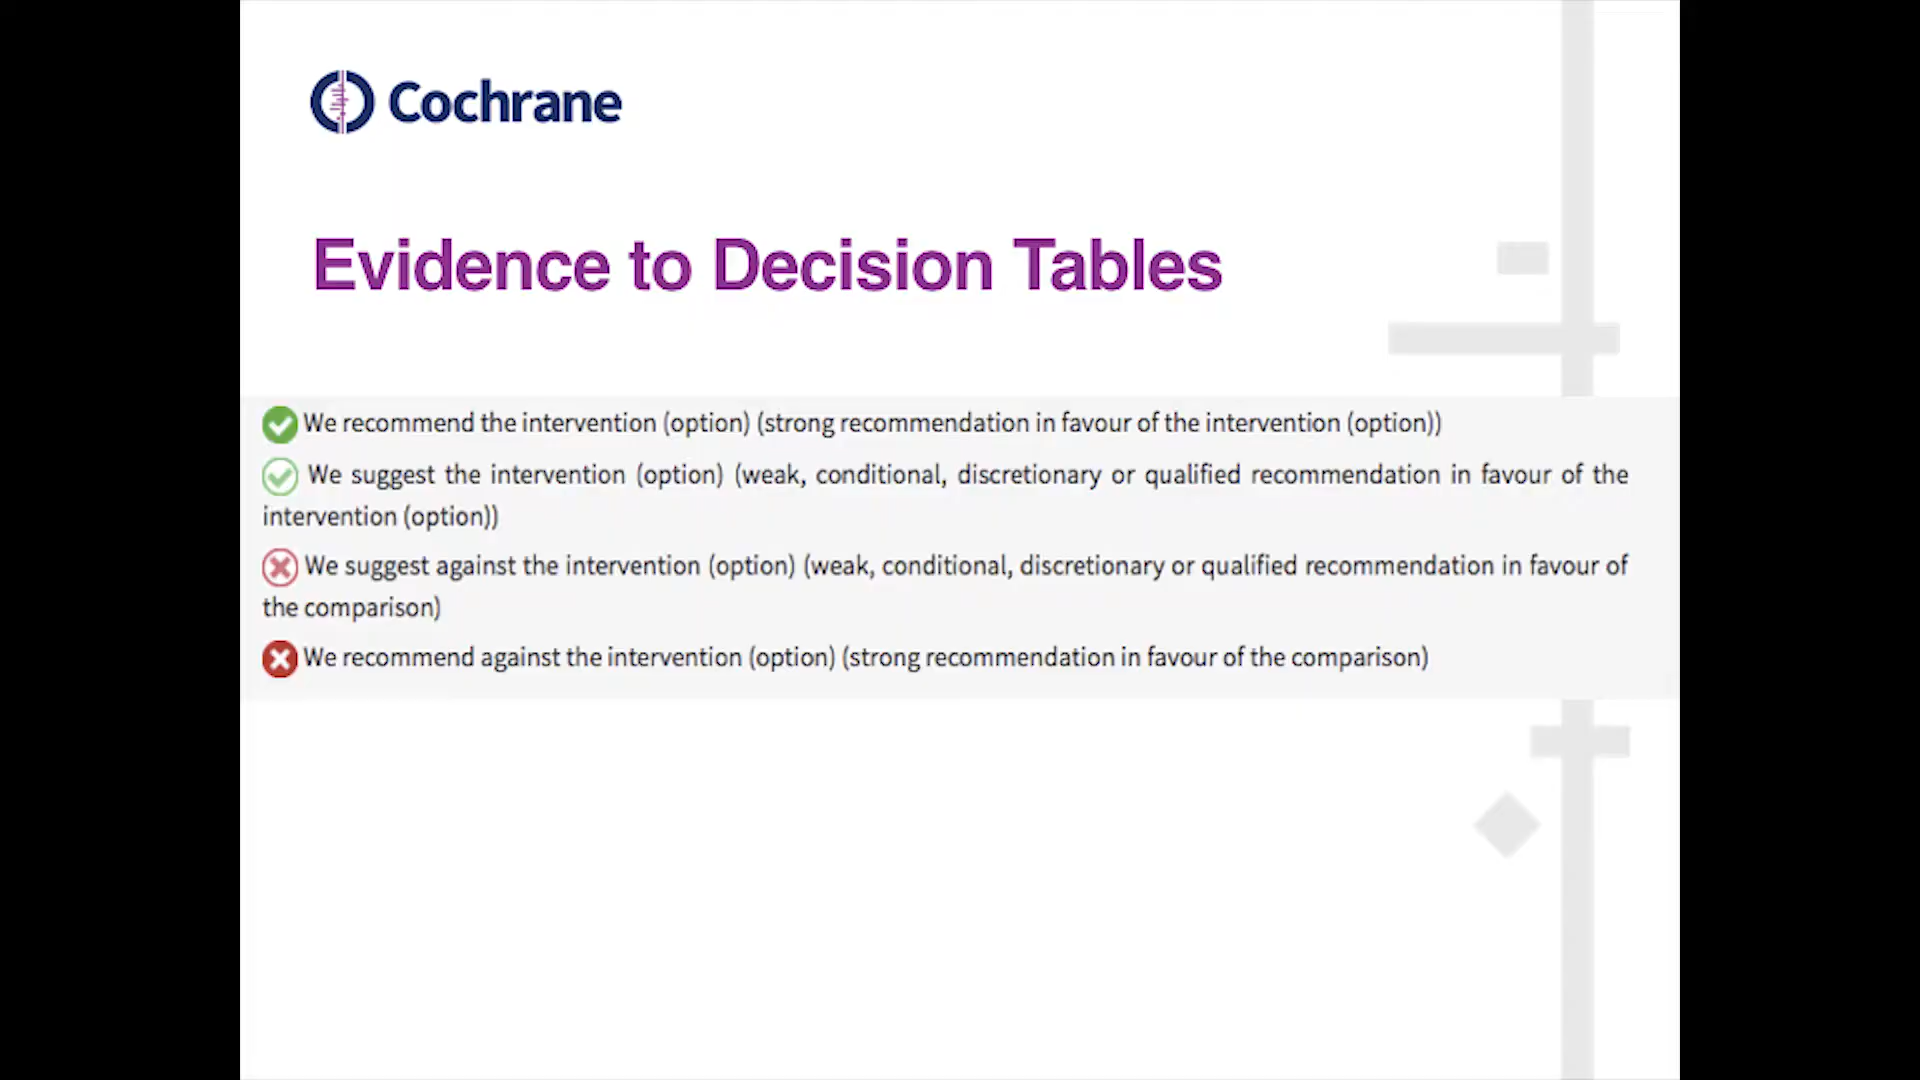 Cochrane
Evidence to Decision Tables
We recommend the intervention (option) (strong recommendation in favour of the intervention (option))
We suggest the intervention (option) (weak, conditional, discretionary or qualified recommendation in favour of the
intervention (option))
We suggest against the intervention (option) (weak, conditional, discretionary or qualified recommendation in favour of
the comparison)
We recommend against the intervention (option) (strong recommendation in favour of the comparison)